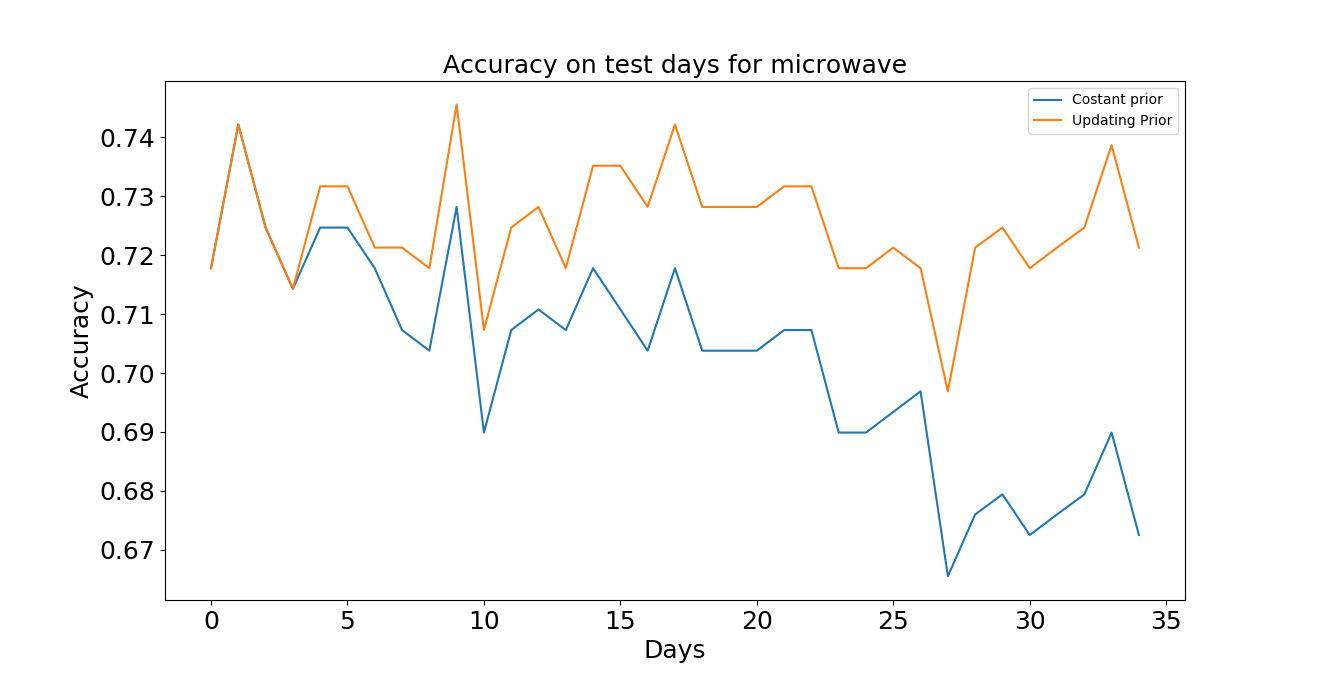 Accuracy on test days for microwave
Costant prior
Updating Prior
0.74
0.73
0.72
0.71
0.70
0.69
0.68
0.67
Accuracy
0 5 10 15 20 25 30 35
Days